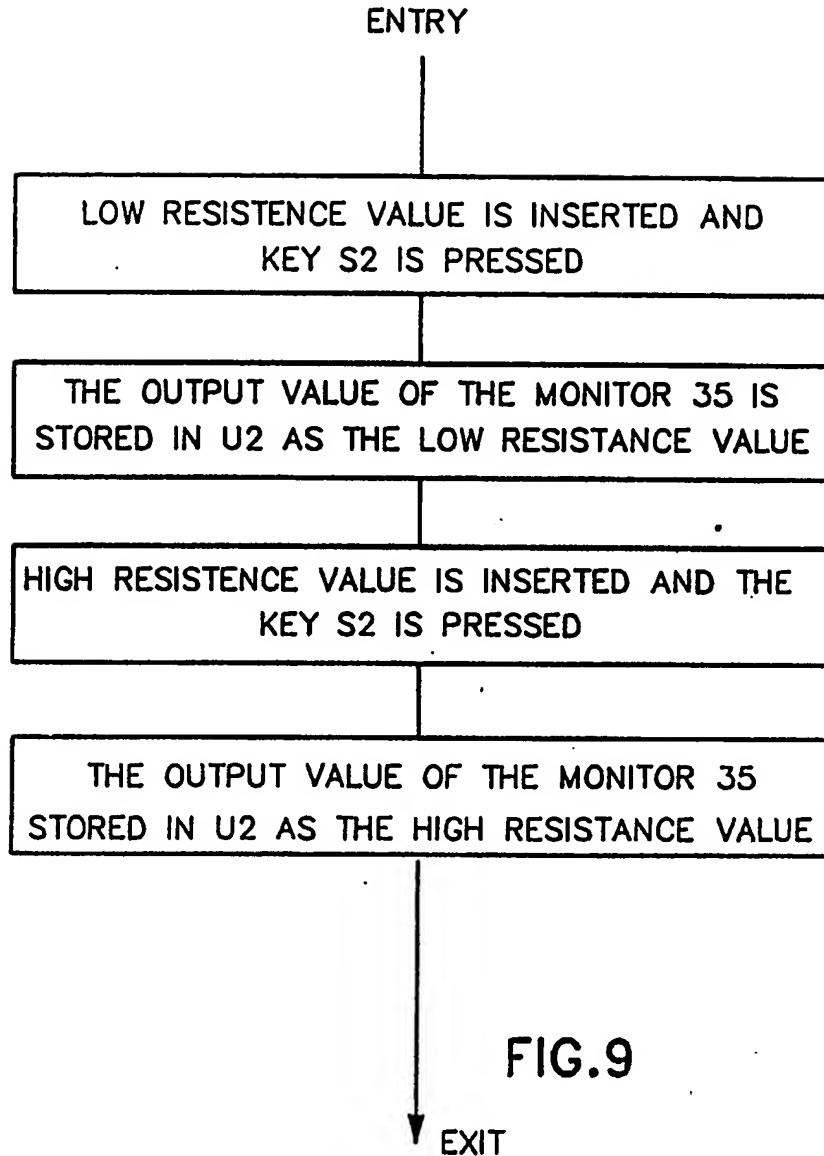 ENTRY
LOW RESISTENCE VALUE IS INSERTED AND
KEY S2 IS PRESSED
THE OUTPUT VALUE OF THE MONITOR 35 IS
STORED IN U2 AS THE LOW RESISTANCE VALUE
HIGH RESISTENCE VALUE IS INSERTED AND THE
KEY S2 IS PRESSED
THE OUTPUT VALUE OF THE MONITOR 35
STORED IN U2 AS THE HIGH RESISTANCE VALUE
FIG.9
EXIT